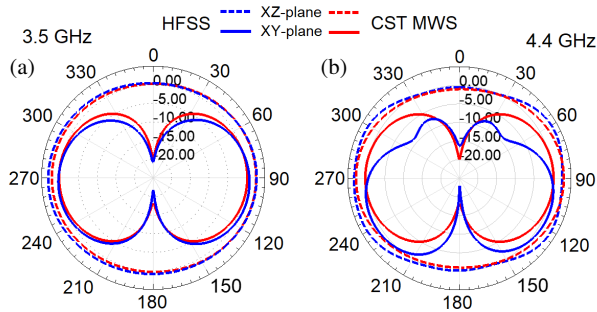 HFSS XZ-plane CST MWS
XY-plane
3.5 GHz 4.4 GHz
(a) (b)
0 0
330 30 330 30
300 60 300 60
270 90 270 90
240 120 240 120
210 150 210 150
180 180
0.00 0.00
-5.00 -5.00
-10.00 -10.00
-15.00 -15.00
-20.00 -20.00